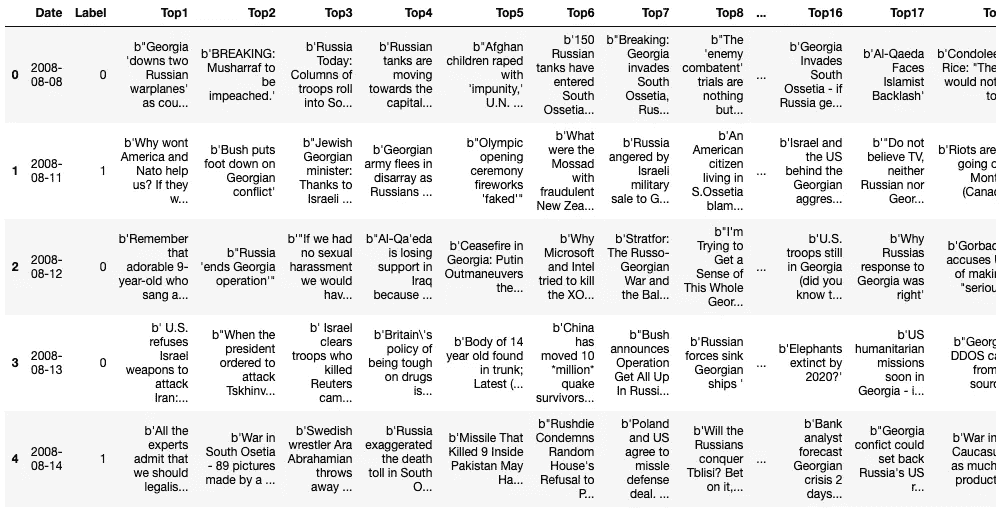 Date
Label
Top1
Top2
Top3
Top4
Top5
Top6
Top7
Top8
...
Top16
Top17
To
0
2008-
08-08
0
b"Georgia
'downs two
Russian
warplanes'
as cou...
b'BREAKING:
Musharraf to
be
impeached.'
b'Russia
Today:
Columns of
troops roll
into So...
b'Russian
tanks are
moving
towards the
capital...
b"Afghan
children raped
with
'impunity,'
U.N. ...
b'150
Russian
tanks have
entered
South
Ossetia...
b"Breaking:
Georgia
invades
South
Ossetia,
Rus...
b"The
'enemy
combatent'
trials are
nothing
but...
...
b'Georgia
Invades
South
Ossetia - if
Russia ge...
b'Al-Qaeda
Faces
Islamist
Backlash'
b'Condolee
Rice: "The
would not
to
1
2008-
08-11
1
b'Why wont
America and
Nato help
us? If they
w...
b'Bush puts
foot down on
Georgian
conflict'
b"Jewish
Georgian
minister:
Thanks to
Israeli ...
b'Georgian
army flees in
disarray as
Russians ...
b"Olympic
opening
ceremony
fireworks
'faked'"
b'What
were the
Mossad
with
fraudulent
New Zea...
b'Russia
angered by
Israeli
military
sale to G...
b'An
American
citizen
living in
S.Ossetia
blam...
...
b'Israel and
the US
behind the
Georgian
aggres...
b'"Do not
believe TV,
neither
Russian nor
Geor...
b'Riots are
going o
Mont
(Cana
2
2008-
08-12
0
b'Remember
that
adorable 9-
year-old who
sang a...
b"Russia
'ends Georgia
operation'"
b'"If we had
no sexual
harassment
we would
hav...
b"Al-Qa'eda
is losing
support in
Iraq
because ...
b'Ceasefire in
Georgia: Putin
Outmaneuvers
the...
b'Why
Microsoft
and Intel
tried to kill
the XO...
b'Stratfor:
The Russo-
Georgian
War and
the Bal...
b"I'm
Trying to
Get a
Sense of
This Whole
Geor...
...
b'U.S.
troops still
in Georgia
(did you
know t...
b'Why
Russias
response to
Georgia was
right'
b'Gorbac
accuses U
of makin
"seriou
3
2008-
08-13
0
b' U.S.
refuses
Israel
weapons to
attack
Iran:...
b"When the
president
ordered to
attack
Tskhinv...
b' Israel
clears
troops who
killed
Reuters
cam...
b'Britain\'s
policy of
being tough
on drugs
is...
b'Body of 14
year old found
in trunk;
Latest (...
b'China
has
moved 10
*million*
quake
survivors...
b"Bush
announces
Operation
Get All Up
In Russi...
b'Russian
forces sink
Georgian
ships '
...
b'Elephants
extinct by
2020?'
b'US
humanitarian
missions
soon in
Georgia - i...
b"Georg
DDOS ca
from
sourc
4
2008-
08-14
1
b'All the
experts
admit that
we should
legalis...
b'War in
South Osetia
- 89 pictures
made by a ...
b'Swedish
wrestler Ara
Abrahamian
throws
away ...
b'Russia
exaggerated
the death
toll in South
O...
b'Missile That
Killed 9 Inside
Pakistan May
Ha...
b"Rushdie
Condemns
Random
House's
Refusal to
P...
b'Poland
and US
agree to
missle
defense
deal. ...
b'Will the
Russians
conquer
Tblisi? Bet
on it,...
...
b'Bank
analyst
forecast
Georgian
crisis 2
days...
b"Georgia
confict could
set back
Russia's US
r...
b'War in
Caucasu
as much
product